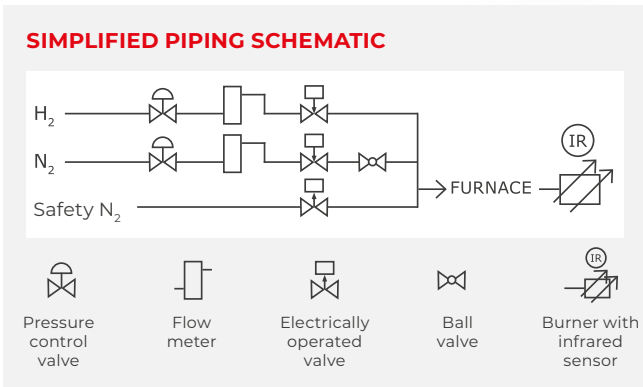 SIMPLIFIED PIPING SCHEMATIC
H2
IR
N2
FURNACE
Safety N2
IR
Pressure
control
valve
Flow
meter
Electrically
operated
valve
Ball
valve
Burner with
infrared
sensor